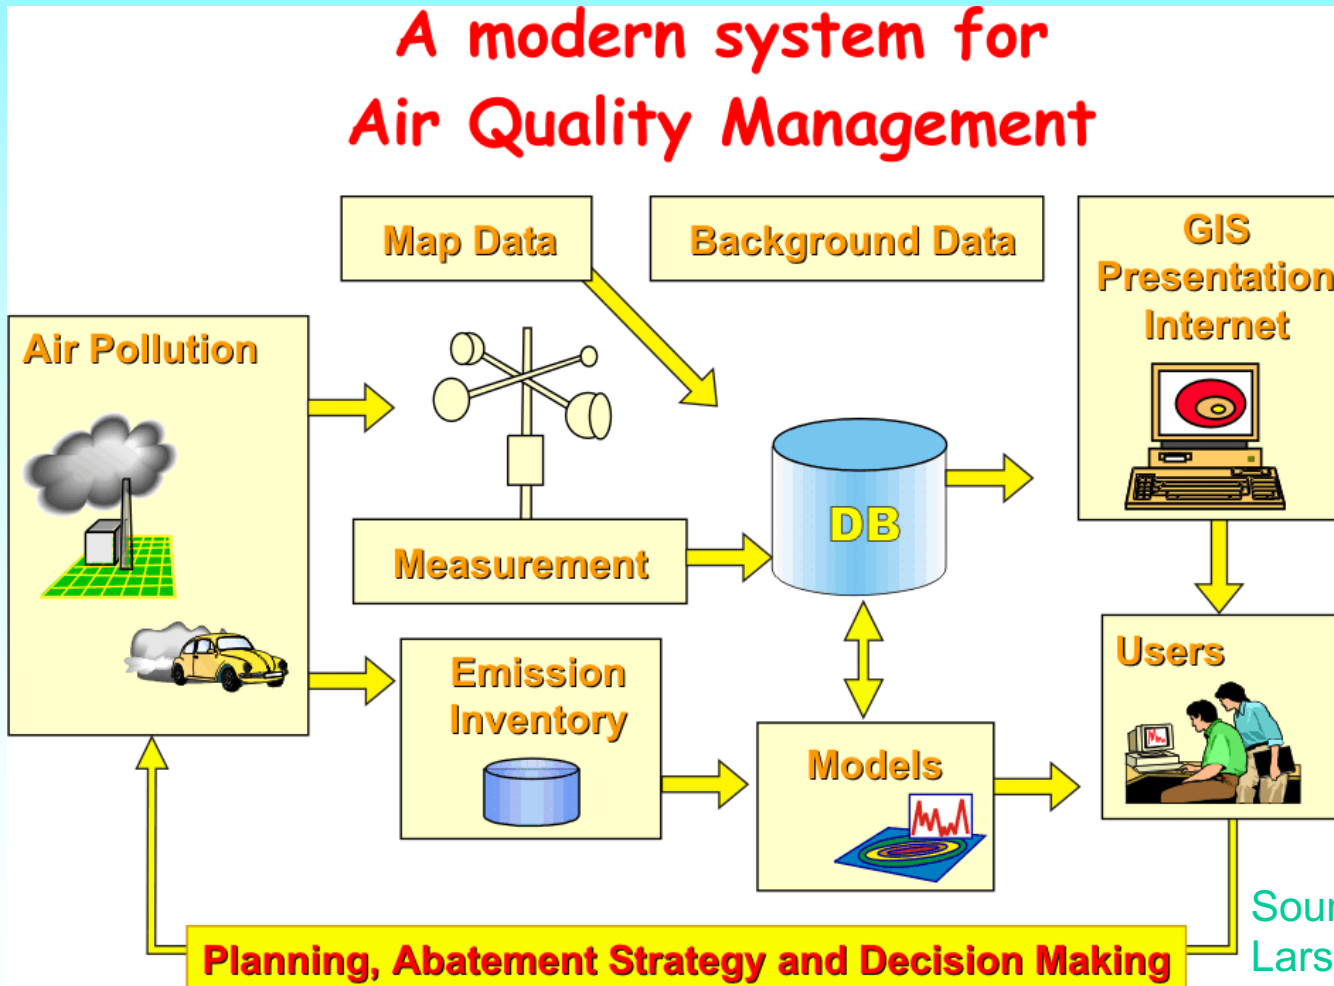 A modern system for
Air Quality Management
Map Data
Background Data
GIS
Presentation
Internet
Air Pollution
DB
Measurement
Emission
Inventory
Models
Users
Planning, Abatement Strategy and Decision Making
Lars